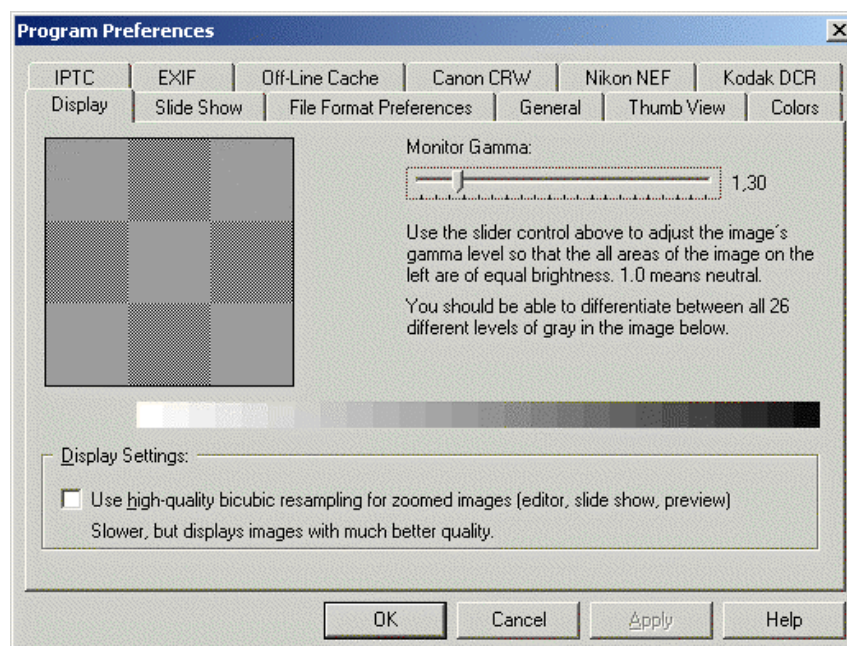 Program Preferences
IPTC EXIF Off-Line Cache Canon CRW Nikon NEF Kodak DCR
Display Slide Show File Format Preferences General Thumb View Colors
Monitor Gamma:
1,30
Use the slider control above to adjust the image´s
gamma level so that the all areas of the image on the
left are of equal brightness. 1.0 means neutral.
You should be able to differentiate between all 26
different levels of gray in the image below.
Display Settings:
Use high-quality bicubic resampling for zoomed images (editor, slide show, preview)
Slower, but displays images with much better quality.
OK Cancel Apply Help